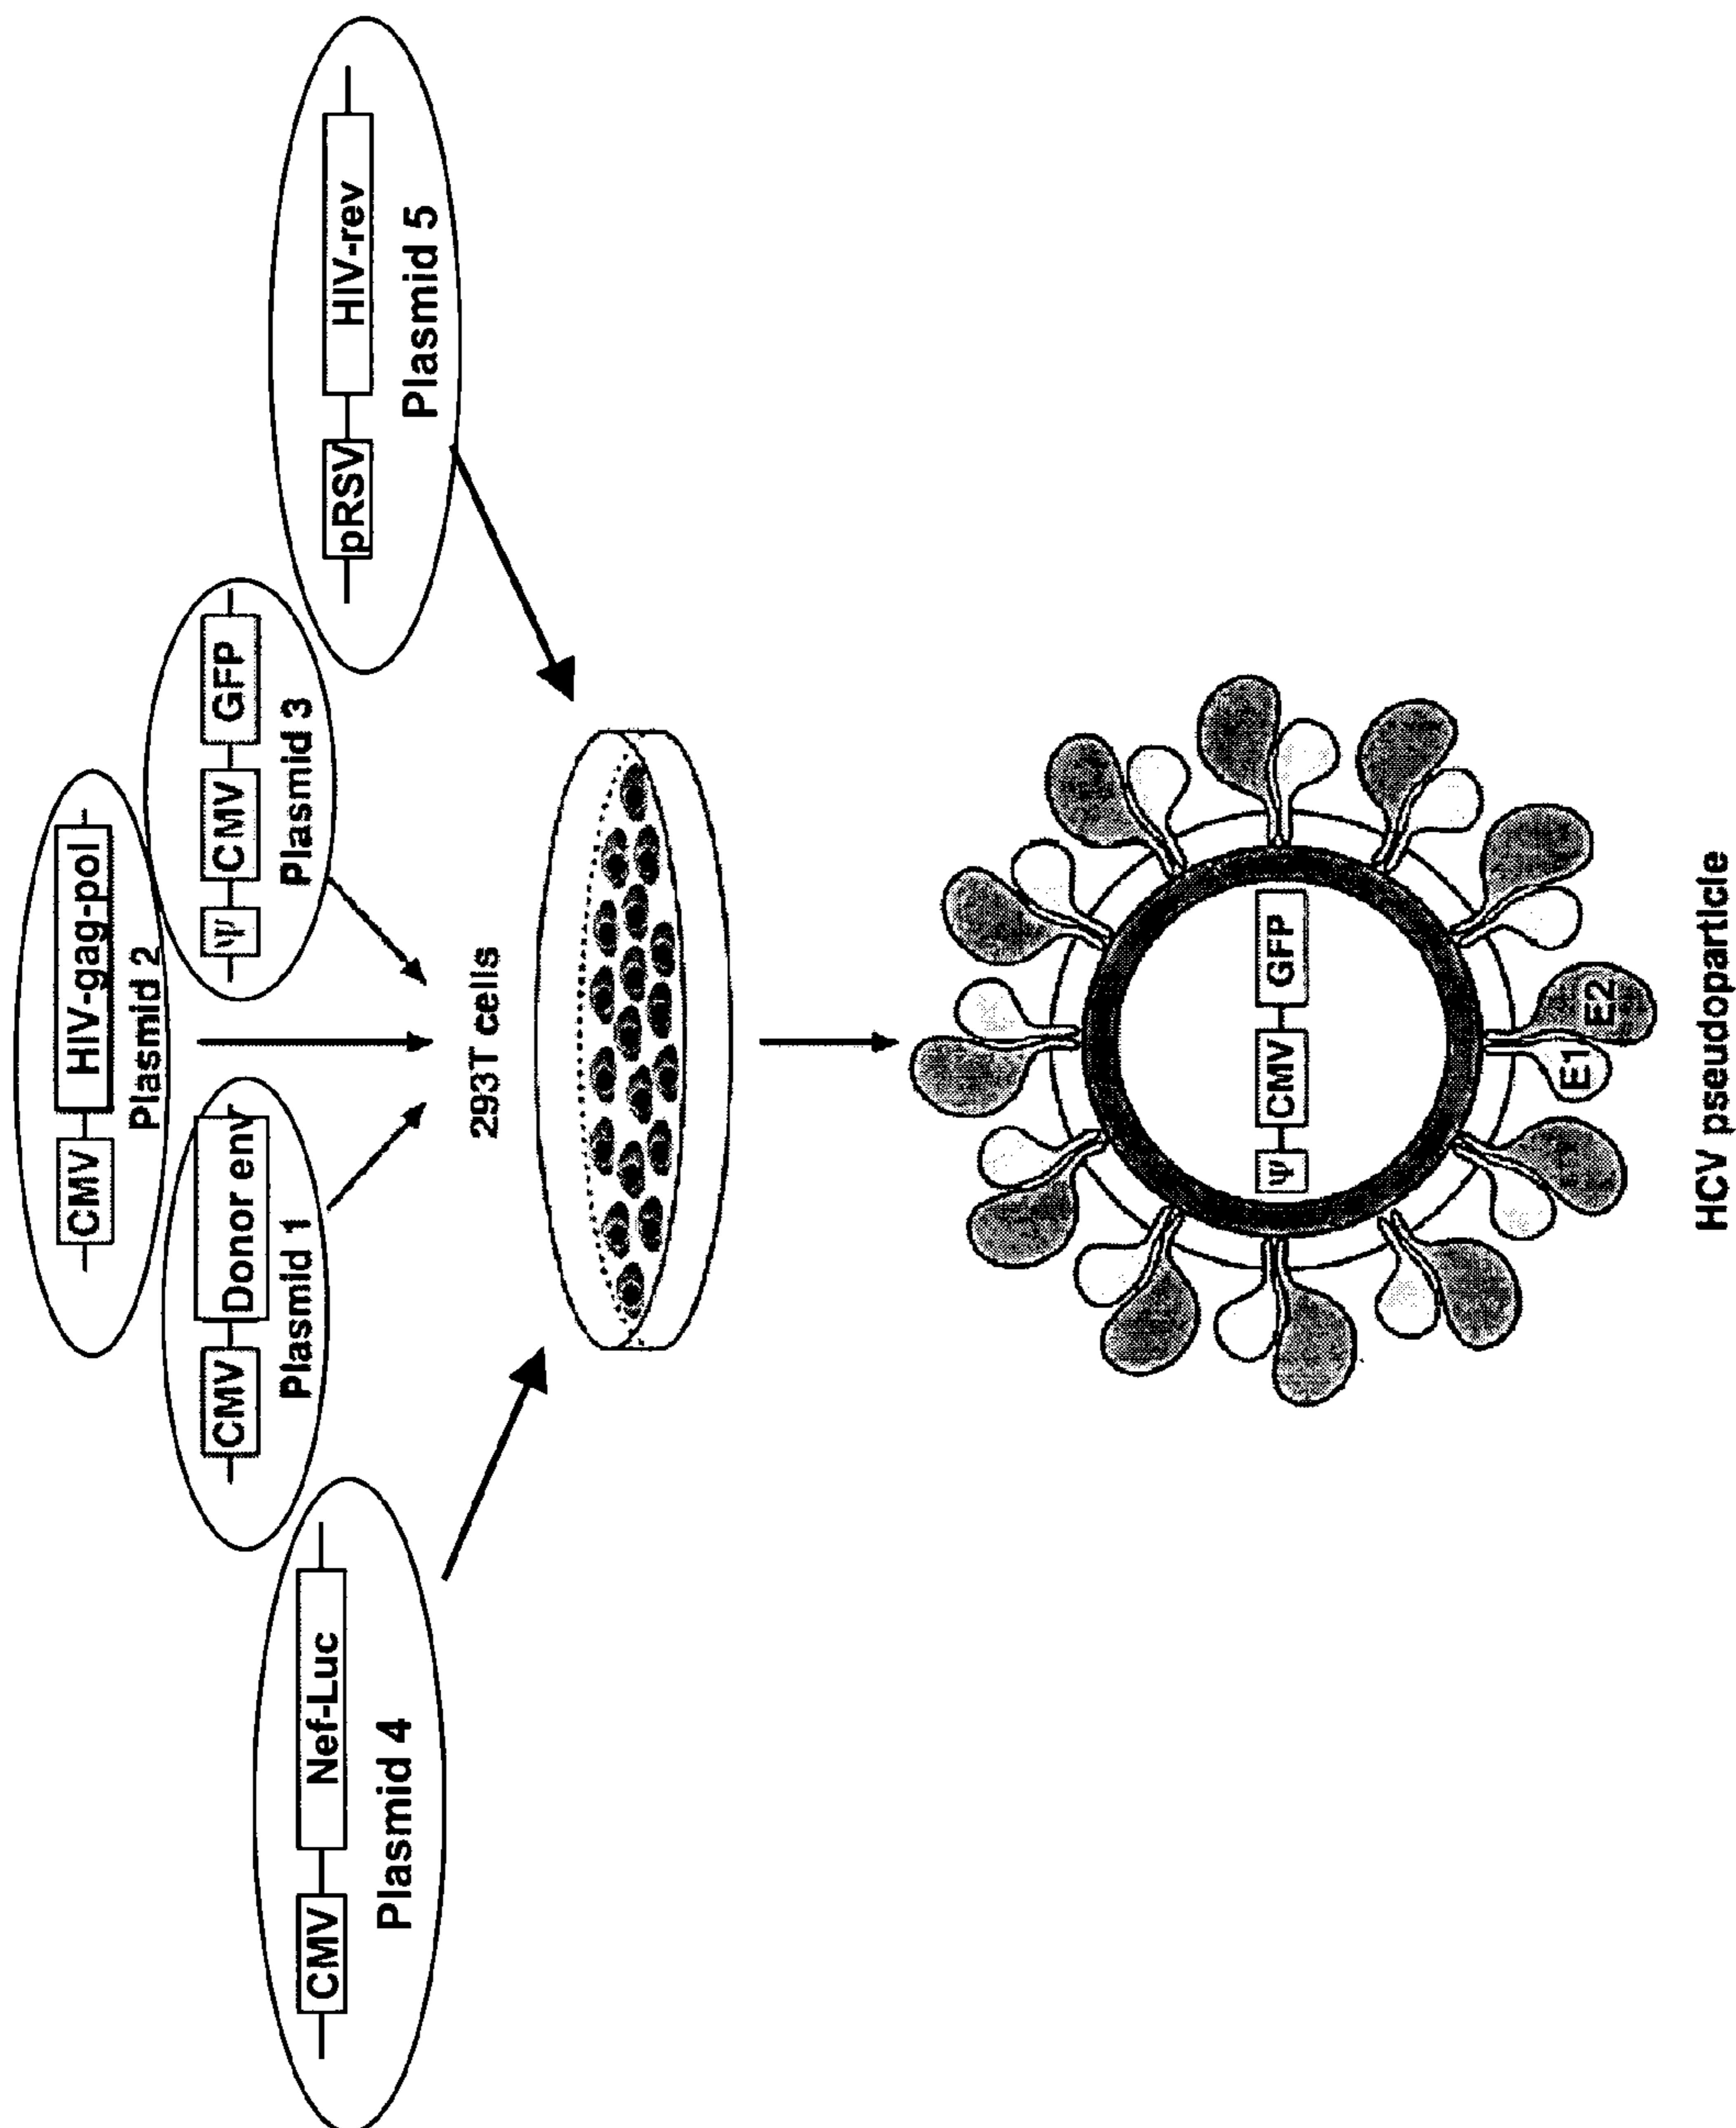 CMV HIV-gag-pol
Plasmid 2
CMV Donor env
Plasmid 1
Ψ CMV GFP
Plasmid 3
CMV Nef-Luc
Plasmid 4
pRSV HIV-rev
Plasmid 5
293T cells
Ψ CMV GFP
E1 E2
HCV pseudoparticle